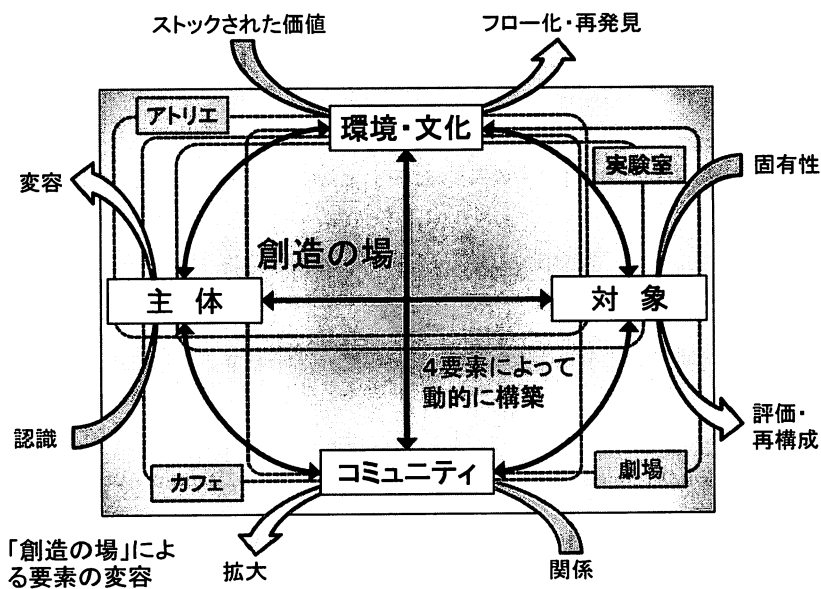 ストックされた価値
フロー化・再発見
アトリエ
環境・文化
実験室
固有性
変容
創造の場
主 体
対 象
4要素によって
動的に構築
評価・
再構成
認識
カフェ
コミュニティ
劇場
「創造の場」によ
る要素の変容
拡大
関係